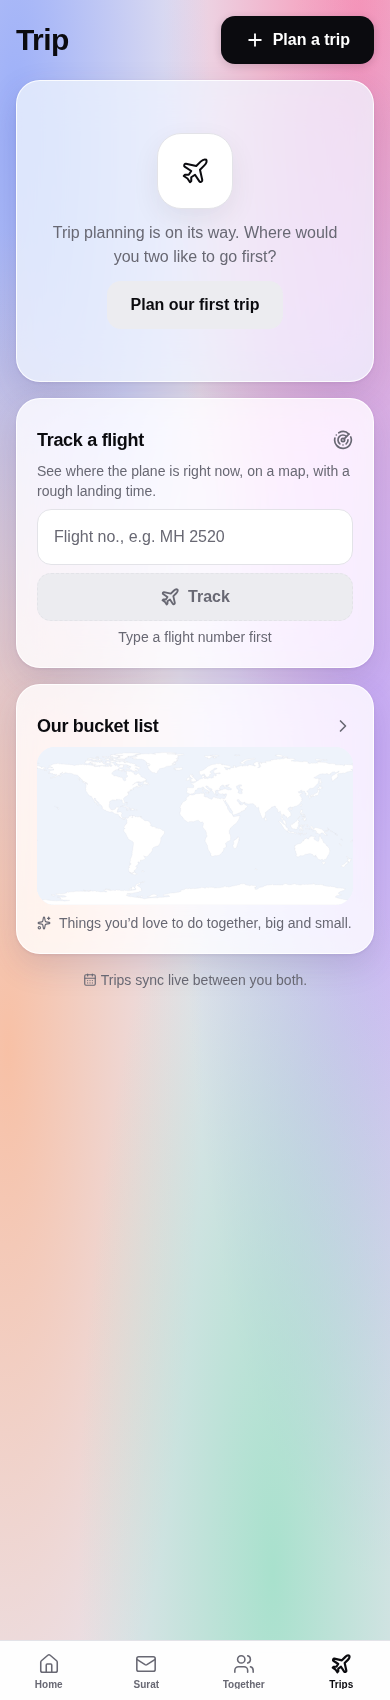 Trip
Plan a trip
Trip planning is on its way. Where would
you two like to go first?
Plan our first trip
Track a flight
See where the plane is right now, on a map, with a
rough landing time.
Flight no., e.g. MH 2520
Track
Type a flight number first
Our bucket list
Things you’d love to do together, big and small.
Trips sync live between you both.
Home
Surat
Together
Trips